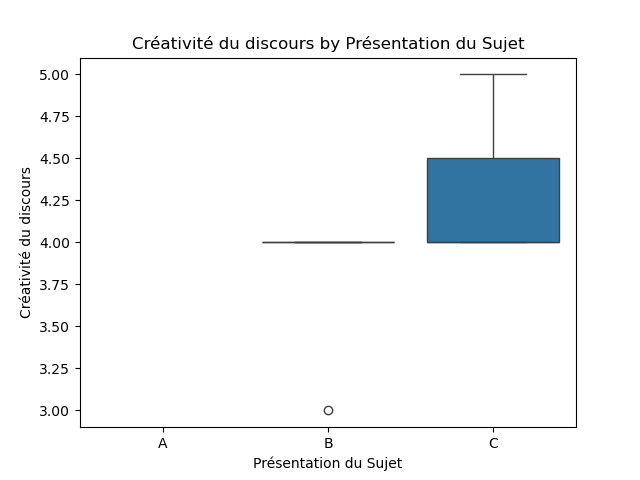 Créativité du discours by Présentation du Sujet
5.00
4.75
4.50
4.25
4.00
3.75
3.50
3.25
3.00
Créativité du discours
A B C
Présentation du Sujet